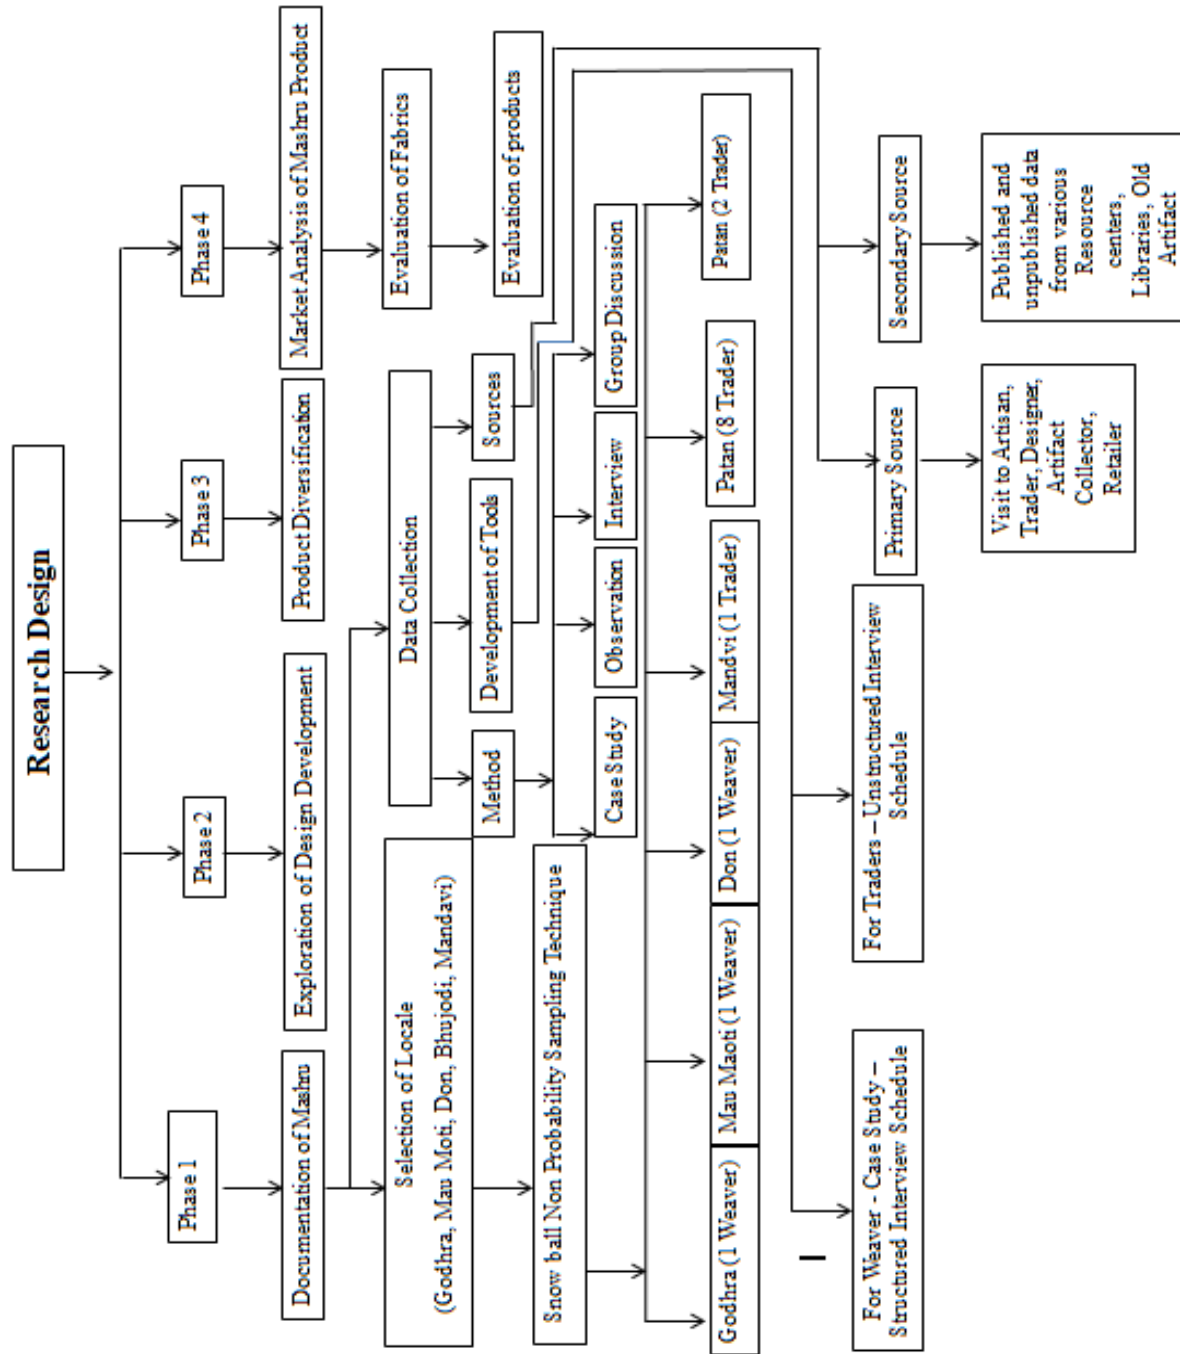 Research Design
Phase 1
Phase 2
Phase 3
Phase 4
Documentation of Mashru
Exploration of Design Development
Product Diversification
Market Analysis of Mashru Product
Selection of Locale
(Godhra, Mau Moti, Don, Bhujodi, Mandavi)
Data Collection
Evaluation of Fabrics
Method
Development of Tools
Sources
Evaluation of products
Snow ball Non Probability Sampling Technique
Case Study
Observation
Interview
Group Discussion
Godhra (1 Weaver)
Mau Maoti (1 Weaver)
Don (1 Weaver)
Mandvi (1 Trader)
Patan (8 Trader)
Patan (2 Trader)
For Weaver - Case Study –
Structured Interview Schedule
For Traders – Unstructured Interview
Schedule
Primary Source
Secondary Source
Visit to Artisan,
Trader, Designer,
Artifact
Collector,
Retailer
Published and
unpublished data
from various
Resource
centers,
Libraries, Old
Artifact